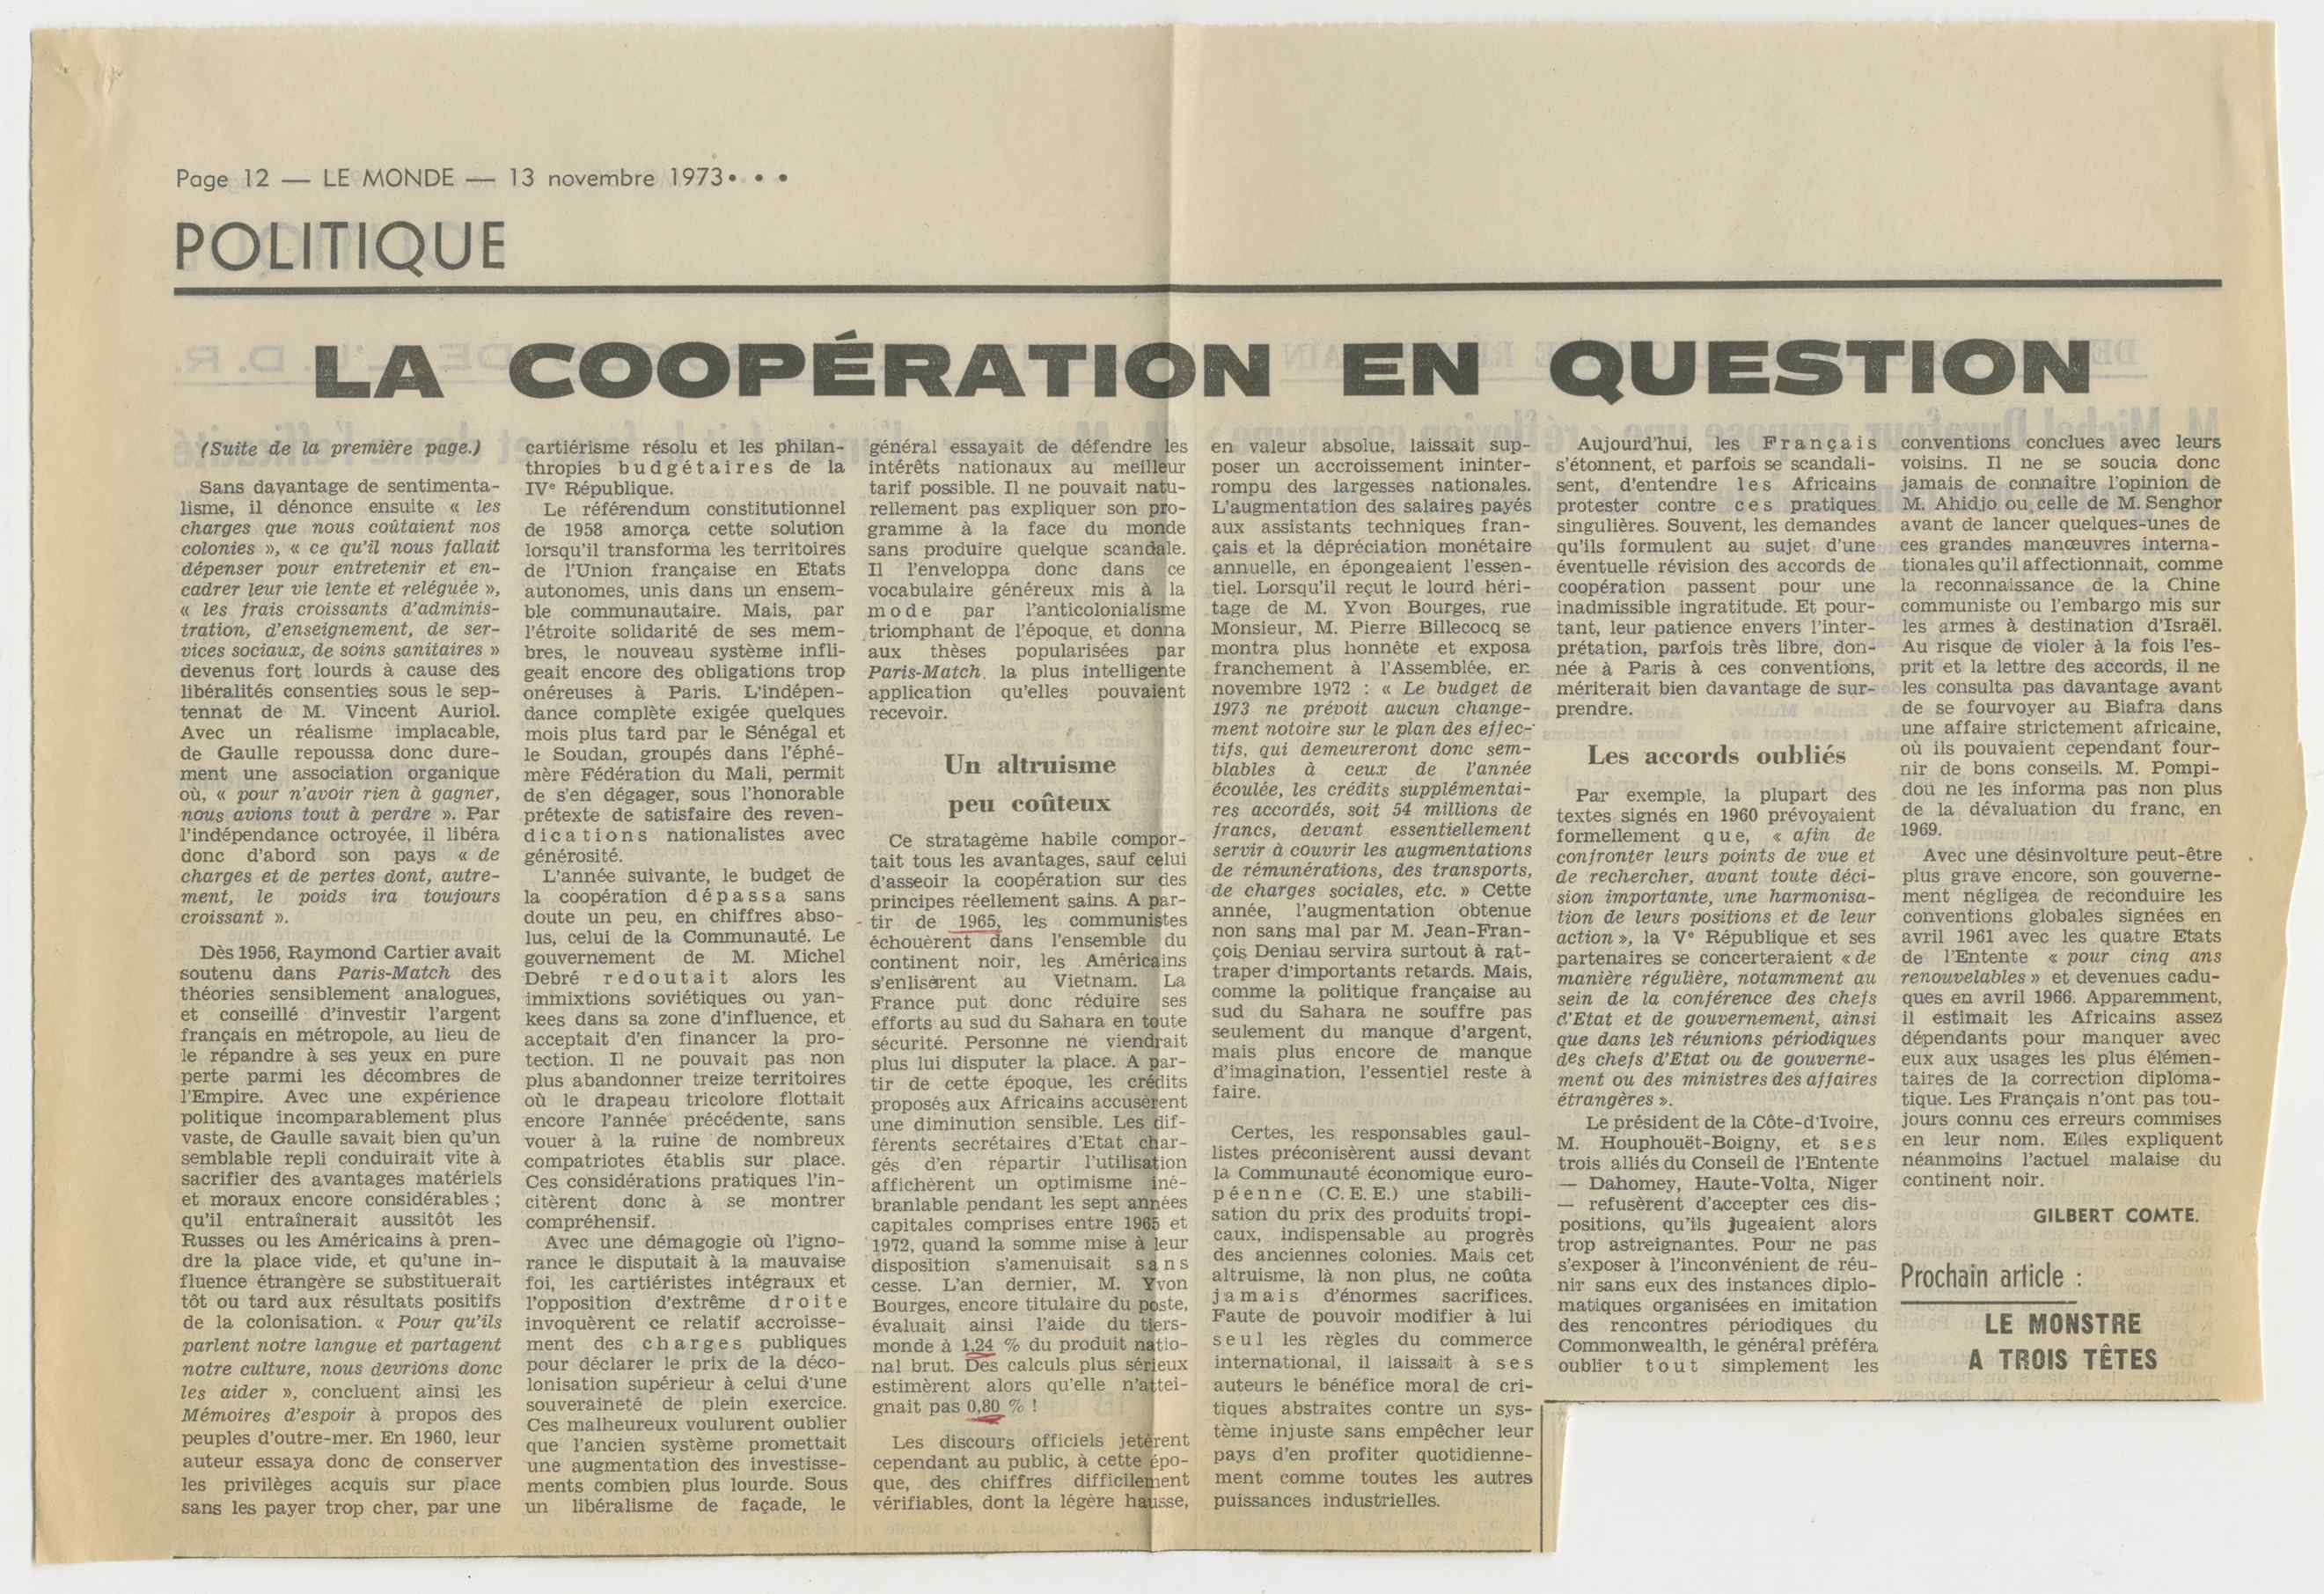 Page 12 — LE MONDE — 13 novembre 1973• • •
POLITIQUE
LA COOPÉRATION EN QUESTION
(Suite de la première page.)
Sans davantage de sentimenta-
lisme, il dénonce ensuite « les
charges que nous coûtaient nos
colonies », « ce qu'il nous fallait
dépenser pour entretenir et en-
cadrer leur vie lente et reléguée »,
« les frais croissants d'adminis-
tration, d'enseignement, de ser-
vices sociaux, de soins sanitaires »
devenus fort lourds à cause des
libéralités consenties sous le sep-
tennat de M. Vincent Auriol.
Avec un réalisme implacable,
de Gaulle repoussa donc dure-
ment une association organique
où, « pour n'avoir rien à gagner,
nous avions tout à perdre ». Par
l'indépendance octroyée, il libéra
donc d'abord son pays « de
charges et de pertes dont, autre-
ment, le poids ira toujours
croissant ».
Dès 1956, Raymond Cartier avait
soutenu dans Paris-Match des
théories sensiblement analogues,
et conseillé d'investir l'argent
français en métropole, au lieu de
le répandre à ses yeux en pure
perte parmi les décombres de
l'Empire. Avec une expérience
politique incomparablement plus
vaste, de Gaulle savait bien qu'un
semblable repli conduirait vite à
sacrifier des avantages matériels
et moraux encore considérables ;
qu'il entraînerait aussitôt les
Russes ou les Américains à pren-
dre la place vide, et qu'une in-
fluence étrangère se substituerait
tôt ou tard aux résultats positifs
de la colonisation. « Pour qu'ils
parlent notre langue et partagent
notre culture, nous devrions donc
les aider », concluent ainsi les
Mémoires d'espoir à propos des
peuples d'outre-mer. En 1960, leur
auteur essaya donc de conserver
les privilèges acquis sur place
sans les payer trop cher, par une
cartiérisme résolu et les philan-
thropies budgétaires de la
IVe République.
Le référendum constitutionnel
de 1958 amorça cette solution
lorsqu'il transforma les territoires
de l'Union française en Etats
autonomes, unis dans un ensem-
ble communautaire. Mais, par
l'étroite solidarité de ses mem-
bres, le nouveau système infli-
geait encore des obligations trop
onéreuses à Paris. L'indépen-
dance complète exigée quelques
mois plus tard par le Sénégal et
le Soudan, groupés dans l'éphé-
mère Fédération du Mali, permit
de s'en dégager, sous l'honorable
prétexte de satisfaire des reven-
dications nationalistes avec
générosité.
L'année suivante, le budget de
la coopération dépassa sans
doute un peu, en chiffres abso-
lus, celui de la Communauté. Le
gouvernement de M. Michel
Debré redoutait alors les
immixtions soviétiques ou yan-
kees dans sa zone d'influence, et
acceptait d'en financer la pro-
tection. Il ne pouvait pas non
plus abandonner treize territoires
où le drapeau tricolore flottait
encore l'année précédente, sans
vouer à la ruine de nombreux
compatriotes établis sur place.
Ces considérations pratiques l'in-
citèrent donc à se montrer
compréhensif.
Avec une démagogie où l'igno-
rance le disputait à la mauvaise
foi, les cartiéristes intégraux et
l'opposition d'extrême droite
invoquèrent ce relatif accroisse-
ment des charges publiques
pour déclarer le prix de la déco-
lonisation supérieur à celui d'une
souveraineté de plein exercice.
Ces malheureux voulurent oublier
que l'ancien système promettait
une augmentation des investisse-
ments combien plus lourde. Sous
un libéralisme de façade, le
général essayait de défendre les
intérêts nationaux au meilleur
tarif possible. Il ne pouvait natu-
rellement pas expliquer son pro-
gramme à la face du monde
sans produire quelque scandale.
Il l'enveloppa donc dans ce
vocabulaire généreux mis à la
mode par l'anticolonialisme
triomphant de l'époque, et donna
aux thèses popularisées par
Paris-Match, la plus intelligente
application qu'elles pouvaient
recevoir.
Un altruisme
peu coûteux
Ce stratagème habile compor-
tait tous les avantages, sauf celui
d'asseoir la coopération sur des
principes réellement sains. A par-
tir de 1965, les communistes
échouèrent dans l'ensemble du
continent noir, les Américains
s'enlisèrent au Vietnam. La
France put donc réduire ses
efforts au sud du Sahara en toute
sécurité. Personne ne viendrait
plus lui disputer la place. A par-
tir de cette époque, les crédits
proposés aux Africains accusèrent
une diminution sensible. Les dif-
férents secrétaires d'Etat char-
gés d'en répartir l'utilisation
affichèrent un optimisme iné-
branlable pendant les sept années
capitales comprises entre 1965 et
1972, quand la somme mise à leur
disposition s'amenuisait sans
cesse. L'an dernier, M. Yvon
Bourges, encore titulaire du poste,
évaluait ainsi l'aide du tiers-
monde à 1,24 % du produit natio-
nal brut. Des calculs plus sérieux
estimèrent alors qu'elle n'attei-
gnait pas 0,80 % !
Les discours officiels jetèrent
cependant au public, à cette épo-
que, des chiffres difficilement
vérifiables, dont la légère hausse,
en valeur absolue, laissait sup-
poser un accroissement ininter-
rompu des largesses nationales.
L'augmentation des salaires payés
aux assistants techniques fran-
çais et la dépréciation monétaire
annuelle, en épongeaient l'essen-
tiel. Lorsqu'il reçut le lourd héri-
tage de M. Yvon Bourges, rue
Monsieur, M. Pierre Billecocq se
montra plus honnête et exposa
franchement à l'Assemblée, en
novembre 1972 : « Le budget de
1973 ne prévoit aucun change-
ment notoire sur le plan des effec-
tifs, qui demeureront donc sem-
blables à ceux de l'année
écoulée, les crédits supplémentai-
res accordés, soit 54 millions de
francs, devant essentiellement
servir à couvrir les augmentations
de rémunérations, des transports,
de charges sociales, etc. » Cette
année, l'augmentation obtenue
non sans mal par M. Jean-Fran-
çois Deniau servira surtout à rat-
traper d'importants retards. Mais,
comme la politique française au
sud du Sahara ne souffre pas
seulement du manque d'argent,
mais plus encore de manque
d'imagination, l'essentiel reste à
faire.
Certes, les responsables gaul-
listes préconisèrent aussi devant
la Communauté économique euro-
péenne (C.E.E.) une stabili-
sation du prix des produits tropi-
caux, indispensable au progrès
des anciennes colonies. Mais cet
altruisme, là non plus, ne coûta
jamais d'énormes sacrifices.
Faute de pouvoir modifier à lui
seul les règles du commerce
international, il laissait à ses
auteurs le bénéfice moral de cri-
tiques abstraites contre un sys-
tème injuste sans empêcher leur
pays d'en profiter quotidienne-
ment comme toutes les autres
puissances industrielles.
Aujourd'hui, les Français
s'étonnent, et parfois se scandali-
sent, d'entendre les Africains
protester contre ces pratiques
singulières. Souvent, les demandes
qu'ils formulent au sujet d'une
éventuelle révision des accords de
coopération passent pour une
inadmissible ingratitude. Et pour-
tant, leur patience envers l'inter-
prétation, parfois très libre, don-
née à Paris à ces conventions,
mériterait bien davantage de sur-
prendre.
Les accords oubliés
Par exemple, la plupart des
textes signés en 1960 prévoyaient
formellement que, « afin de
confronter leurs points de vue et
de rechercher, avant toute déci-
sion importante, une harmonisa-
tion de leurs positions et de leur
action », la Ve République et ses
partenaires se concerteraient « de
manière régulière, notamment au
sein de la conférence des chefs
d'Etat et de gouvernement, ainsi
que dans les réunions périodiques
des chefs d'Etat ou de gouverne-
ment ou des ministres des affaires
étrangères ».
Le président de la Côte-d'Ivoire,
M. Houphouët-Boigny, et ses
trois alliés du Conseil de l'Entente
— Dahomey, Haute-Volta, Niger
— refusèrent d'accepter ces dis-
positions, qu'ils jugeaient alors
trop astreignantes. Pour ne pas
s'exposer à l'inconvénient de réu-
nir sans eux des instances diplo-
matiques organisées en imitation
des rencontres périodiques du
Commonwealth, le général préféra
oublier tout simplement les
conventions conclues avec leurs
voisins. Il ne se soucia donc
jamais de connaître l'opinion de
M. Ahidjo ou celle de M. Senghor
avant de lancer quelques-unes de
ces grandes manœuvres interna-
tionales qu'il affectionnait, comme
la reconnaissance de la Chine
communiste ou l'embargo mis sur
les armes à destination d'Israël.
Au risque de violer à la fois l'es-
prit et la lettre des accords, il ne
les consulta pas davantage avant
de se fourvoyer au Biafra dans
une affaire strictement africaine,
où ils pouvaient cependant four-
nir de bons conseils. M. Pompi-
dou ne les informa pas non plus
de la dévaluation du franc, en
1969.
Avec une désinvolture peut-être
plus grave encore, son gouverne-
ment négligea de reconduire les
conventions globales signées en
avril 1961 avec les quatre Etats
de l'Entente « pour cinq ans
renouvelables » et devenues cadu-
ques en avril 1966. Apparemment,
il estimait les Africains assez
dépendants pour manquer avec
eux aux usages les plus élémen-
taires de la correction diploma-
tique. Les Français n'ont pas tou-
jours connu ces erreurs commises
en leur nom. Elles expliquent
néanmoins l'actuel malaise du
continent noir.
GILBERT COMTE.
Prochain article :
LE MONSTRE
A TROIS TÊTES